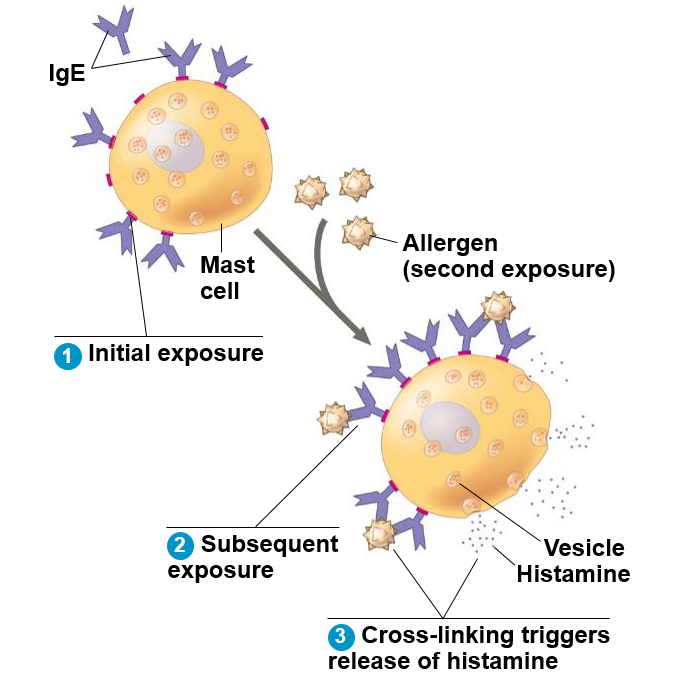 IgE
Mast
cell
Allergen
(second exposure)
1 Initial exposure
2 Subsequent
exposure
Vesicle
Histamine
3 Cross-linking triggers
release of histamine